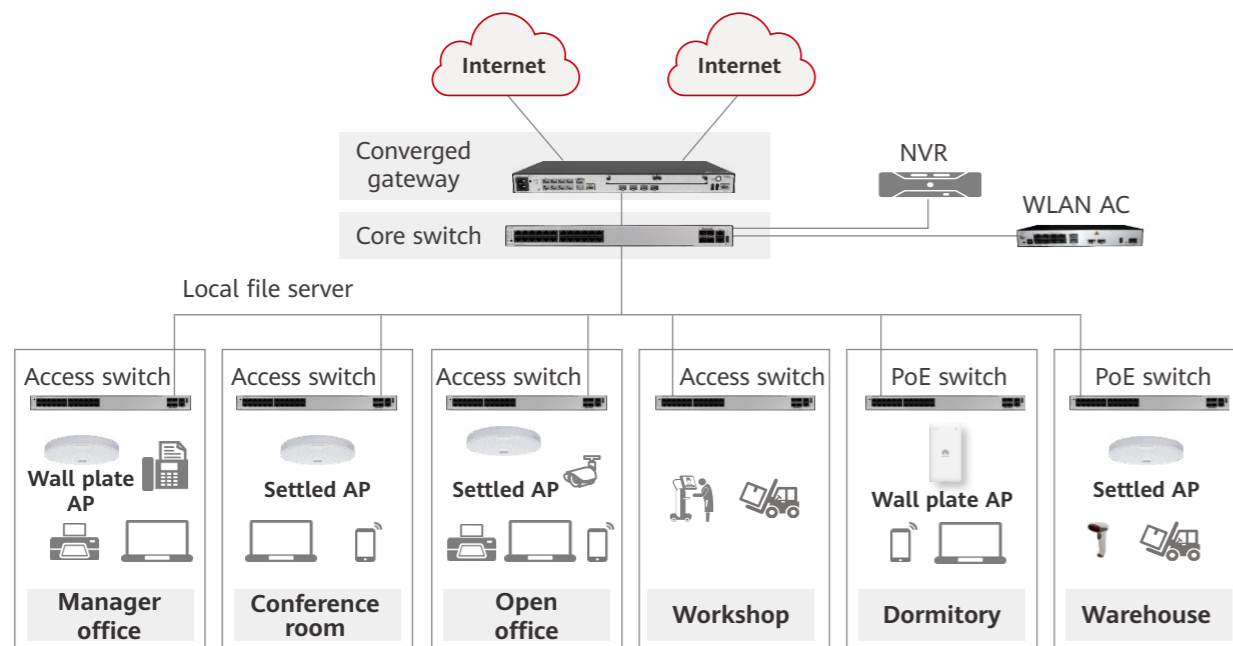 Internet
Internet
Converged
gateway
NVR
WLAN AC
Core switch
Local file server
Access switch
Access switch
Access switch
Access switch
PoE switch
PoE switch
Wall plate
AP
Settled AP
Settled AP
Wall plate AP
Settled AP
Manager
office
Conference
room
Open
office
Workshop
Dormitory
Warehouse